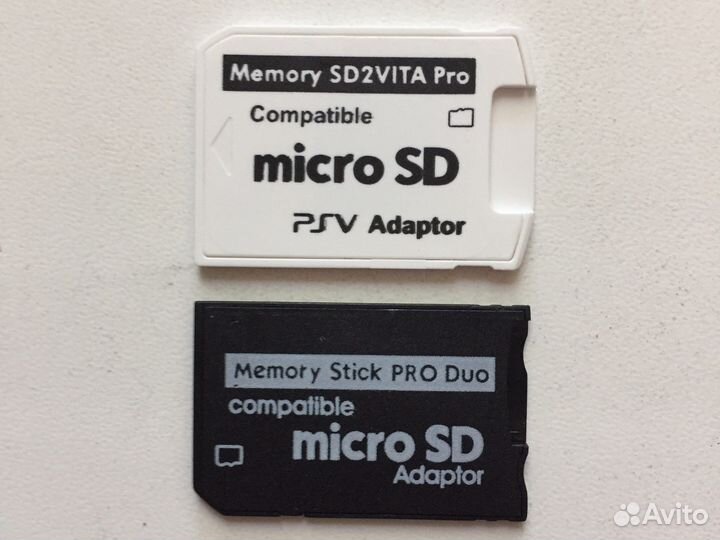 Memory SD2VITA Pro
Compatible
micro SD
PSV Adaptor
Memory Stick PRO Duo
compatible
micro SD
Adaptor
Avito